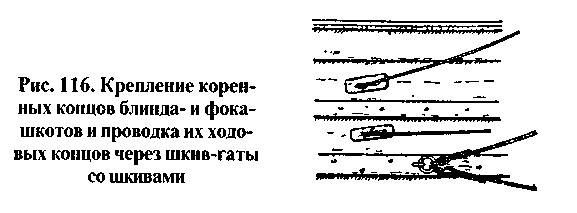 Рис. 116. Крепление корен-
ных концов блинда- и фока-
шкотов и проводка их ходо-
вых концов через шкив-гаты
со шкивами